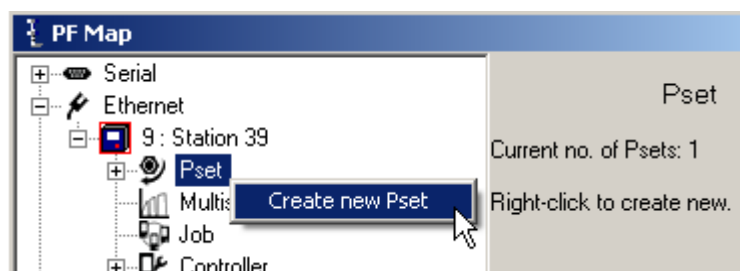 PF Map
Serial
Ethernet
9 : Station 39
Pset
Create new Pset
Job
Controller
Pset
Current no. of Psets: 1
Right-click to create new.